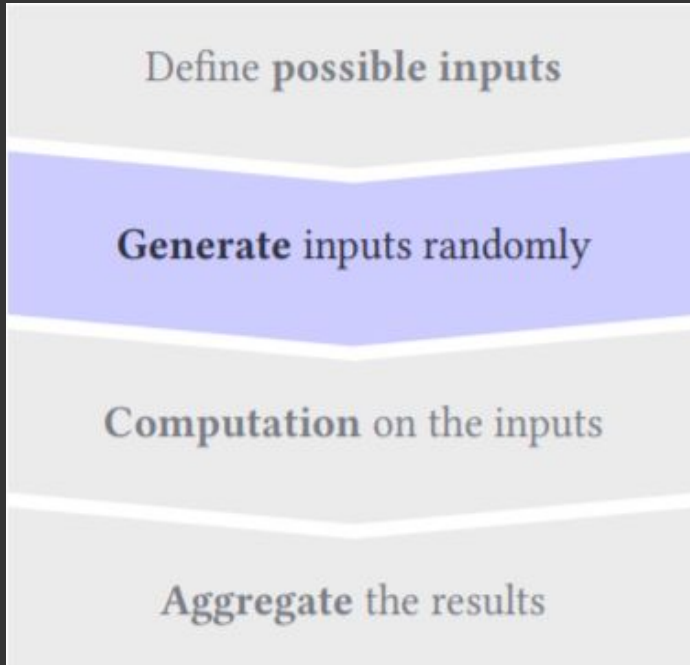 Define possible inputs
Generate inputs randomly
Computation on the inputs
Aggregate the results